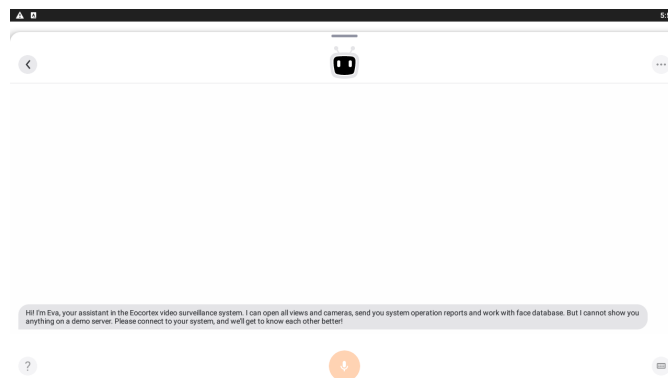 5:5
Hi! I'm Eva, your assistant in the Eocortex video surveillance system. I can open all views and cameras, send you system operation reports and work with face database. But I cannot show you
anything on a demo server. Please connect to your system, and we'll get to know each other better!
?